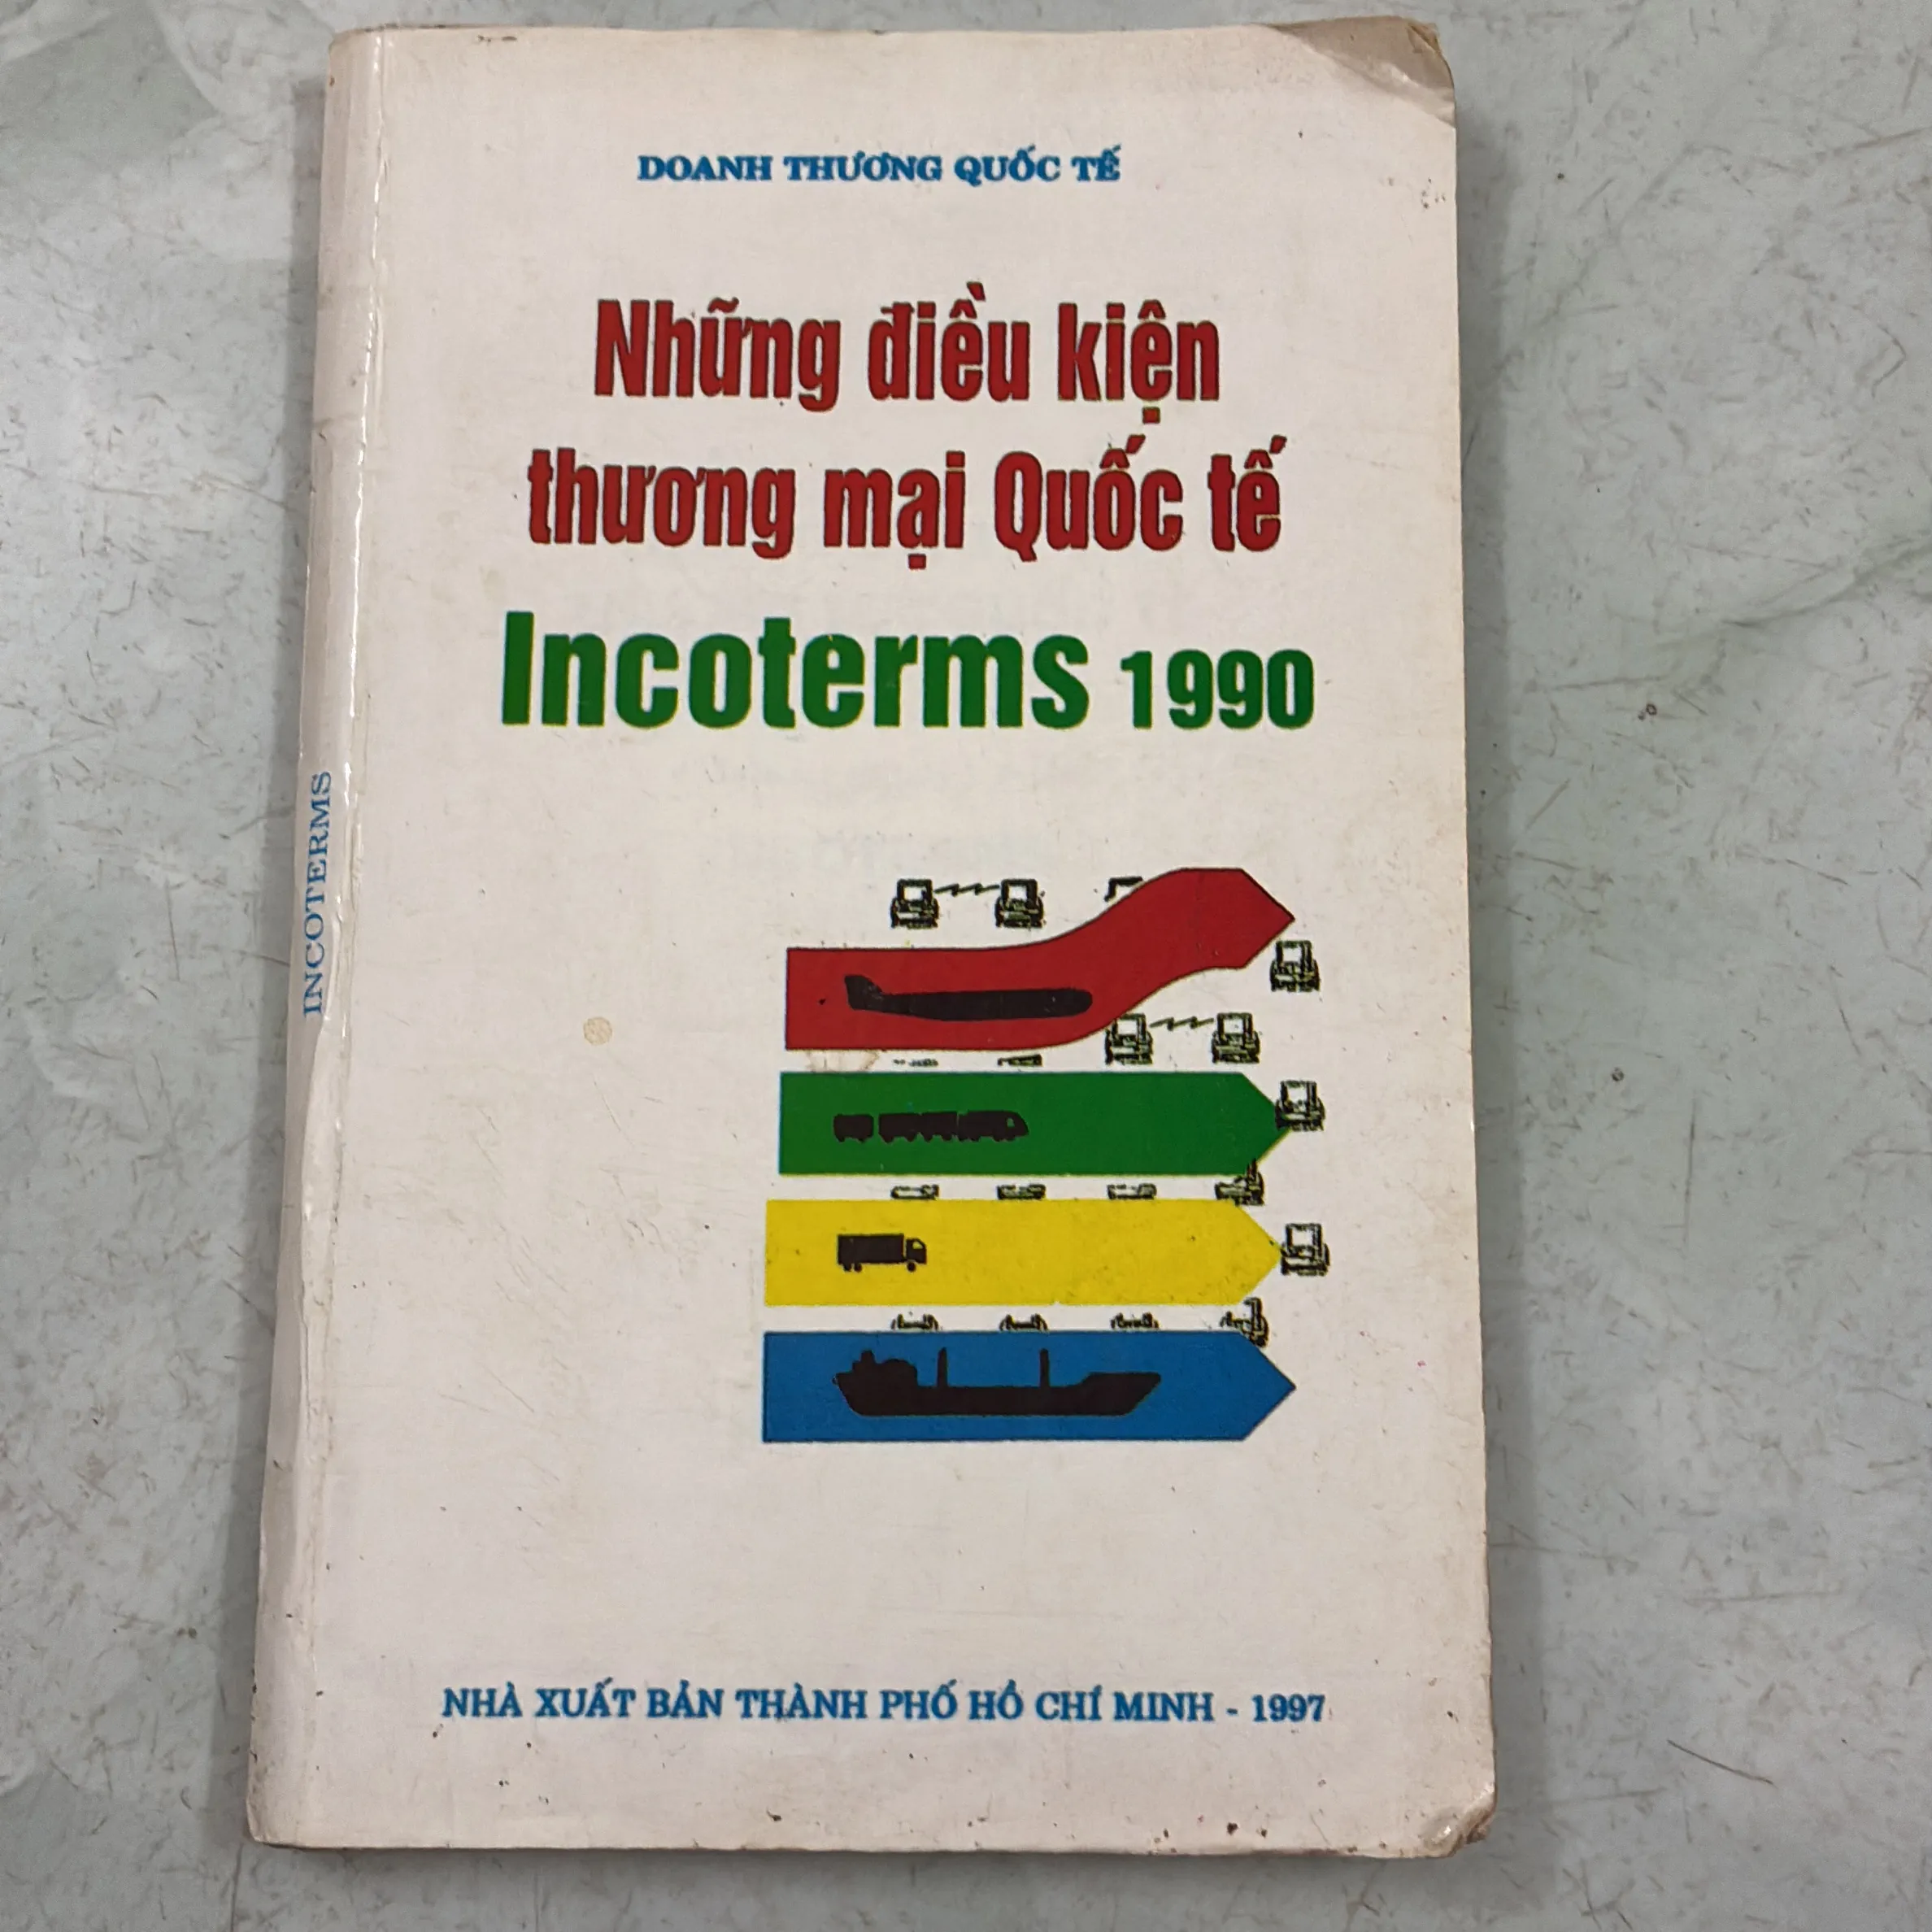 DOANH THƯƠNG QUỐC TẾ
Những điều kiện
thương mại Quốc tế
Incoterms 1990
INCOTERMS
NHÀ XUẤT BẢN THÀNH PHỐ HỒ CHÍ MINH - 1997